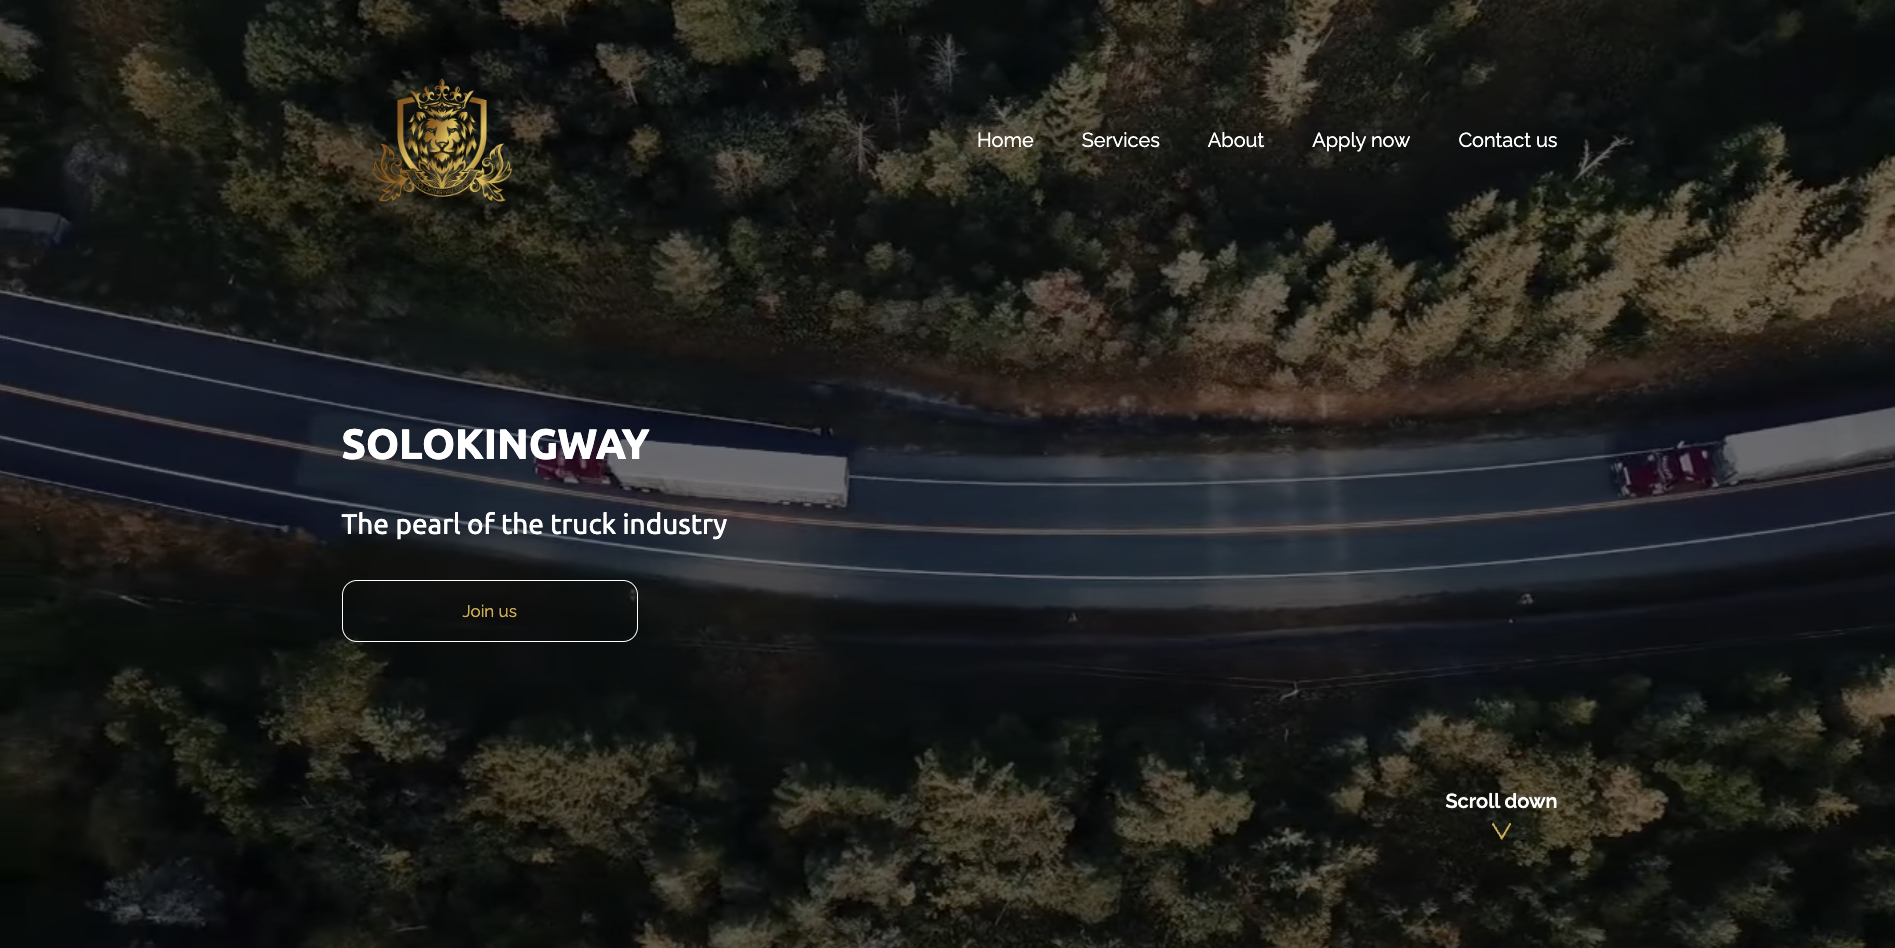 Home Services About Apply now Contact us
SOLOKINGWAY
The pearl of the truck industry
Join us
Scroll down